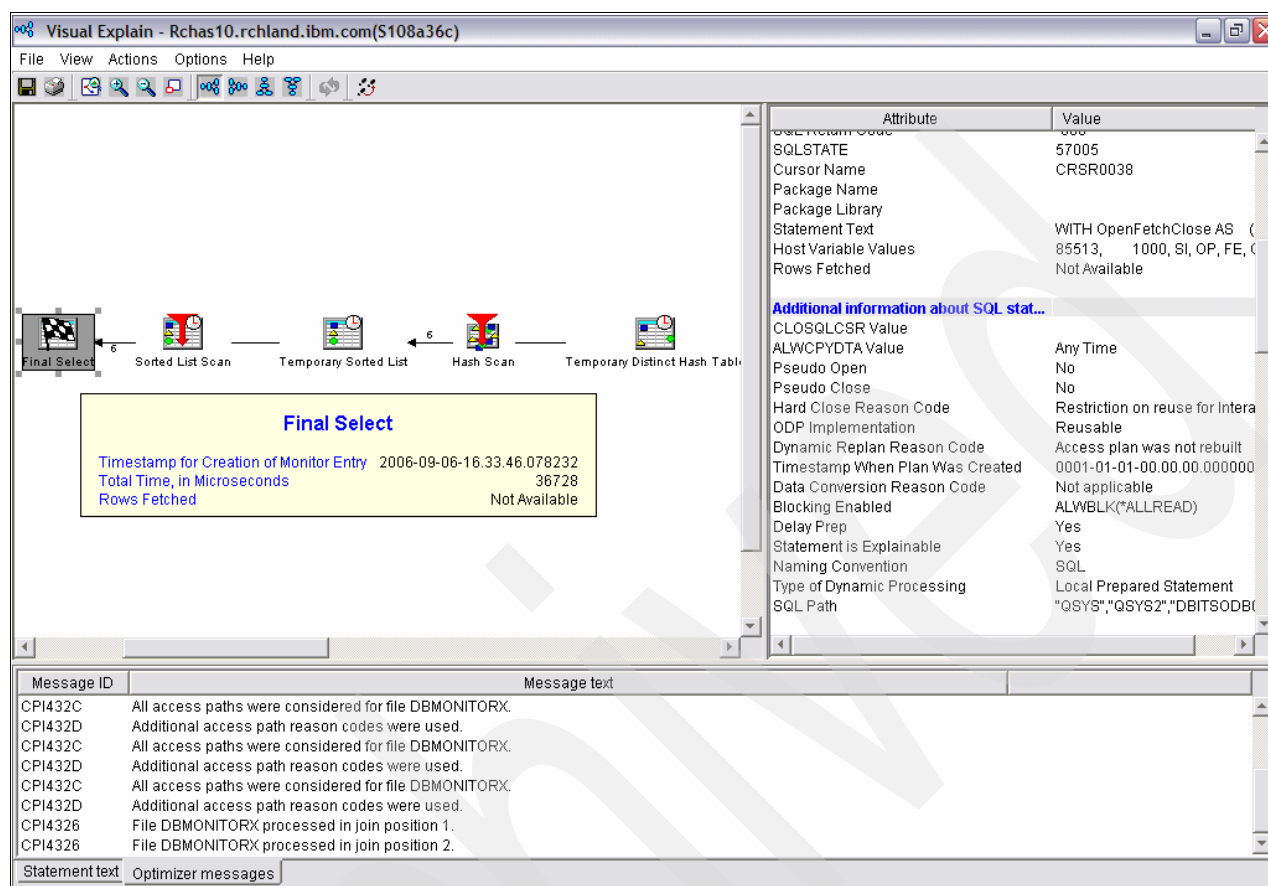 Visual Explain - Rchas10.rchland.ibm.com(S108a36c)
File View Actions Options Help
Attribute Value
SQL Return Code -666
SQLSTATE 57005
Cursor Name CRSR0038
Package Name
Package Library
Statement Text WITH OpenFetchClose AS (
Host Variable Values 85513, 1000, SI, OP, FE,
Rows Fetched Not Available
Additional information about SQL stat...
CLOSQLCSR Value
ALWCPYDTA Value Any Time
Pseudo Open No
Pseudo Close No
Hard Close Reason Code Restriction on reuse for Intera
ODP Implementation Reusable
Dynamic Replan Reason Code Access plan was not rebuilt
Timestamp When Plan Was Created 0001-01-01-00.00.00.000000
Data Conversion Reason Code Not applicable
Blocking Enabled ALWBLK(*ALLREAD)
Delay Prep Yes
Statement is Explainable Yes
Naming Convention SQL
Type of Dynamic Processing Local Prepared Statement
SQL Path "QSYS","QSYS2","DBITSODB
6 6
Final Select Sorted List Scan Temporary Sorted List Hash Scan Temporary Distinct Hash Tabl
Final Select
Timestamp for Creation of Monitor Entry 2006-09-06-16.33.46.078232
Total Time, in Microseconds 36728
Rows Fetched Not Available
Message ID Message text
CPI432C All access paths were considered for file DBMONITORX.
CPI432D Additional access path reason codes were used.
CPI432C All access paths were considered for file DBMONITORX.
CPI432D Additional access path reason codes were used.
CPI432C All access paths were considered for file DBMONITORX.
CPI432D Additional access path reason codes were used.
CPI4326 File DBMONITORX processed in join position 1.
CPI4326 File DBMONITORX processed in join position 2.
Statement text Optimizer messages